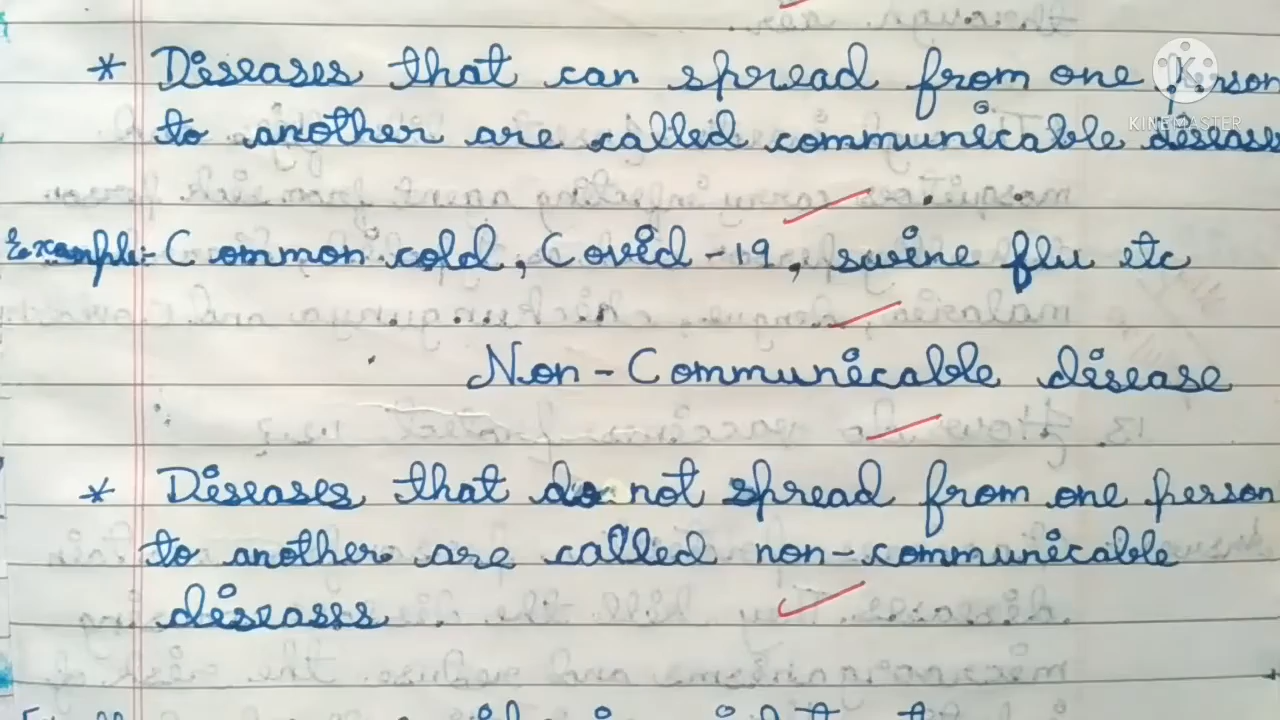 * Diseases that can spread from one person
to another are called communicable diseases
Example:- Common cold, Covid -19, swine flu etc
Non-Communicable disease
* Diseases that do not spread from one person
to another are called non-communicable
diseasss
KINEMASTER